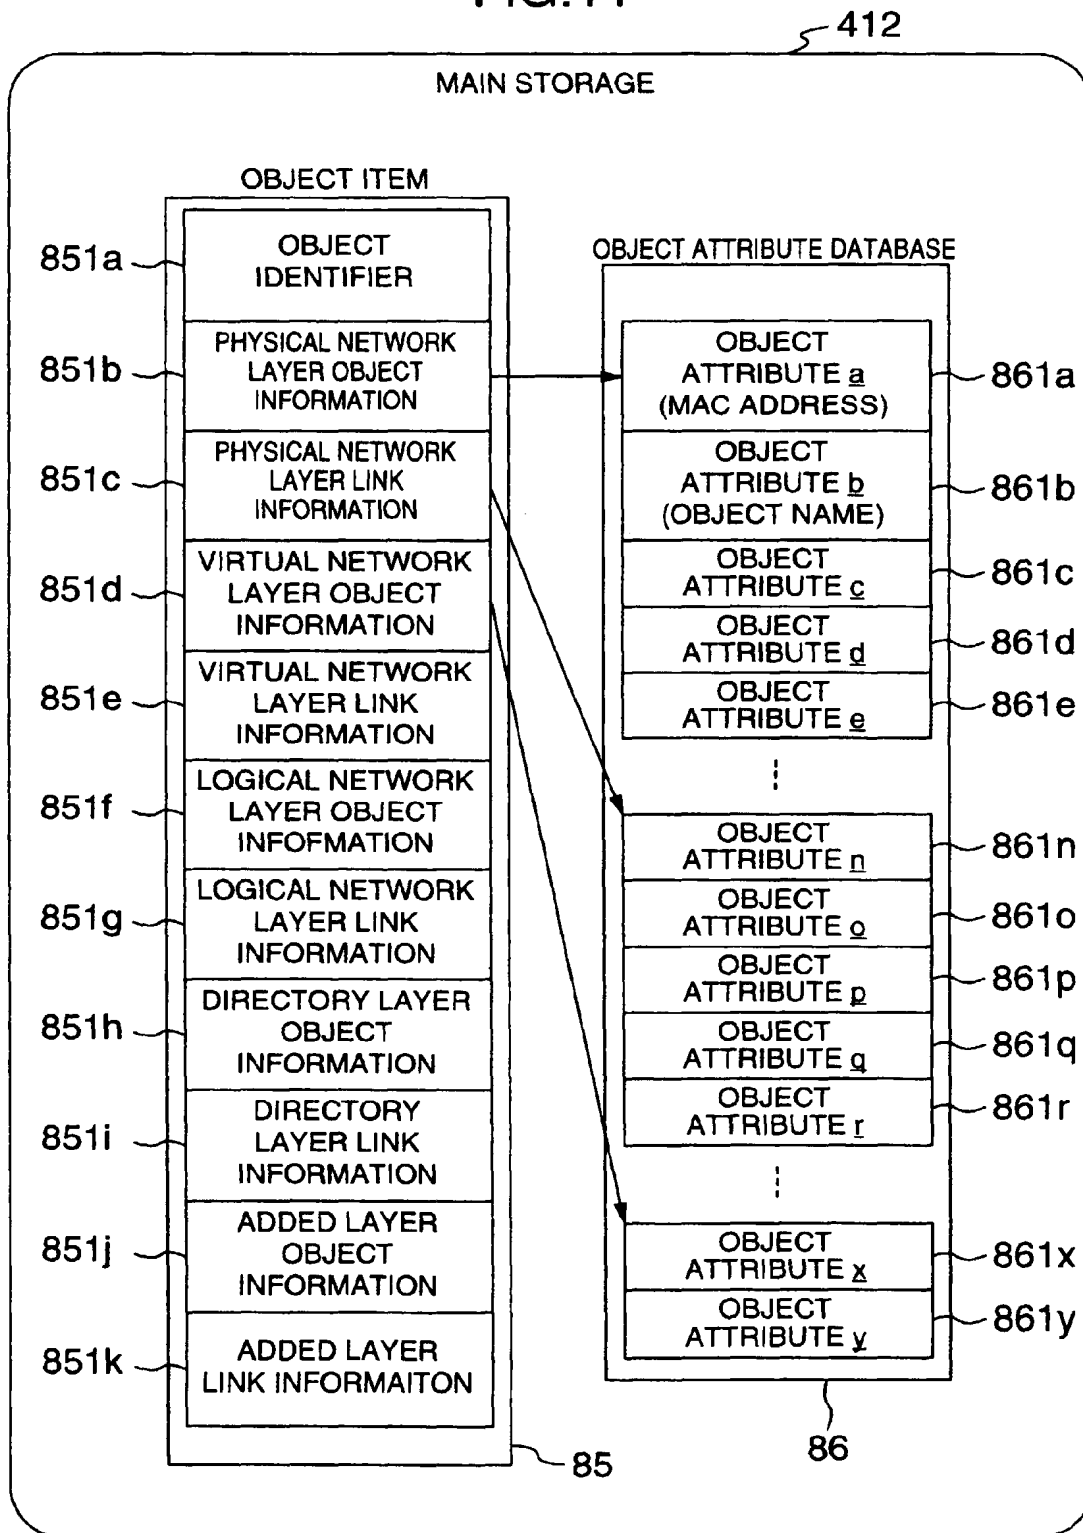 412
MAIN STORAGE
OBJECT ITEM
851a
OBJECT
IDENTIFIER
851b
PHYSICAL NETWORK
LAYER OBJECT
INFORMATION
851c
PHYSICAL NETWORK
LAYER LINK
INFORMATION
851d
VIRTUAL NETWORK
LAYER OBJECT
INFORMATION
851e
VIRTUAL NETWORK
LAYER LINK
INFORMATION
851f
LOGICAL NETWORK
LAYER OBJECT
INFOFMATION
851g
LOGICAL NETWORK
LAYER LINK
INFORMATION
851h
DIRECTORY LAYER
OBJECT
INFORMATION
851i
DIRECTORY
LAYER LINK
INFORMATION
851j
ADDED LAYER
OBJECT
INFORMATION
851k
ADDED LAYER
LINK INFORMAITON
85
OBJECT ATTRIBUTE DATABASE
OBJECT
ATTRIBUTE a
(MAC ADDRESS)
861a
OBJECT
ATTRIBUTE b
(OBJECT NAME)
861b
OBJECT
ATTRIBUTE c
861c
OBJECT
ATTRIBUTE d
861d
OBJECT
ATTRIBUTE e
861e
OBJECT
ATTRIBUTE n
861n
OBJECT
ATTRIBUTE o
861o
OBJECT
ATTRIBUTE p
861p
OBJECT
ATTRIBUTE q
861q
OBJECT
ATTRIBUTE r
861r
OBJECT
ATTRIBUTE x
861x
OBJECT
ATTRIBUTE y
861y
86